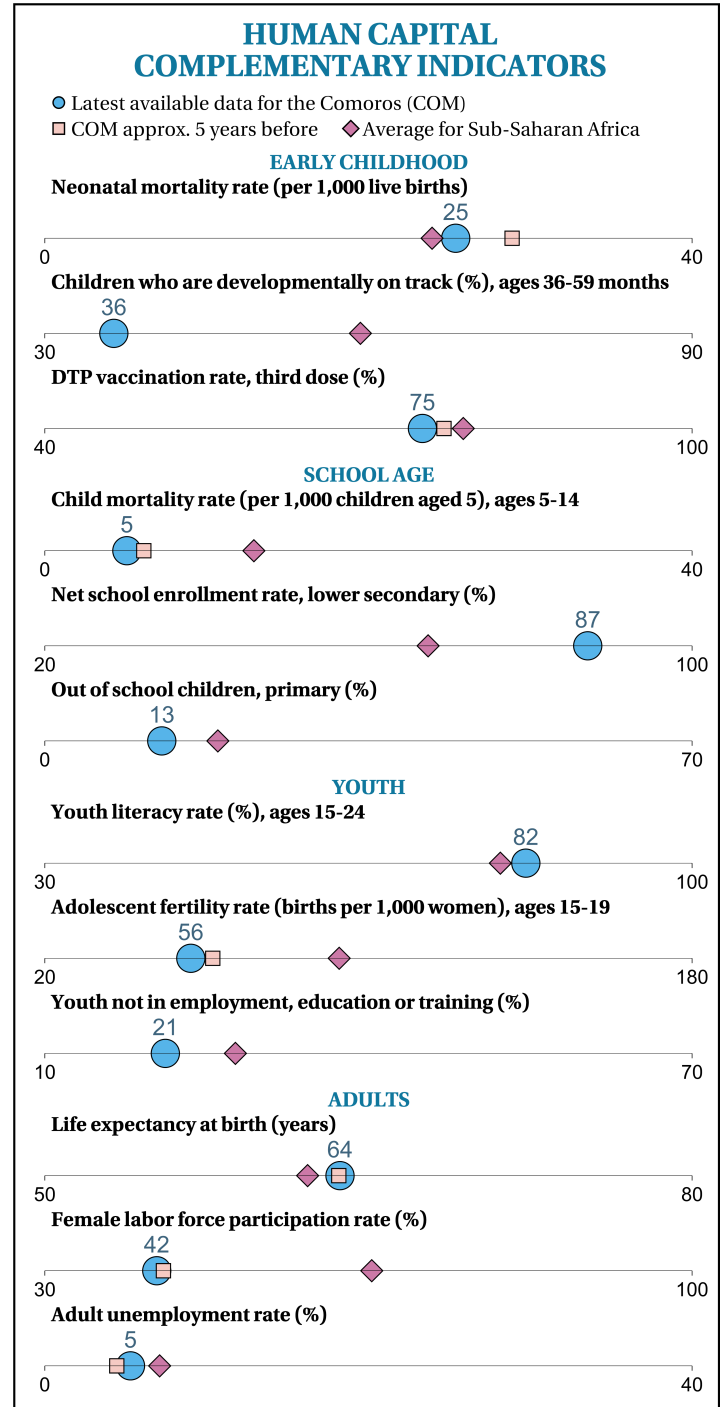 HUMAN CAPITAL
COMPLEMENTARY INDICATORS
Latest available data for the Comoros (COM)
COM approx. 5 years before Average for Sub-Saharan Africa
EARLY CHILDHOOD
Neonatal mortality rate (per 1,000 live births)
25
0 40
Children who are developmentally on track (%), ages 36-59 months
36
30 90
DTP vaccination rate, third dose (%)
75
40 100
SCHOOL AGE
Child mortality rate (per 1,000 children aged 5), ages 5-14
5
0 40
Net school enrollment rate, lower secondary (%)
87
20 100
Out of school children, primary (%)
13
0 70
YOUTH
Youth literacy rate (%), ages 15-24
82
30 100
Adolescent fertility rate (births per 1,000 women), ages 15-19
56
20 180
Youth not in employment, education or training (%)
21
10 70
ADULTS
Life expectancy at birth (years)
64
50 80
Female labor force participation rate (%)
42
30 100
Adult unemployment rate (%)
5
0 40